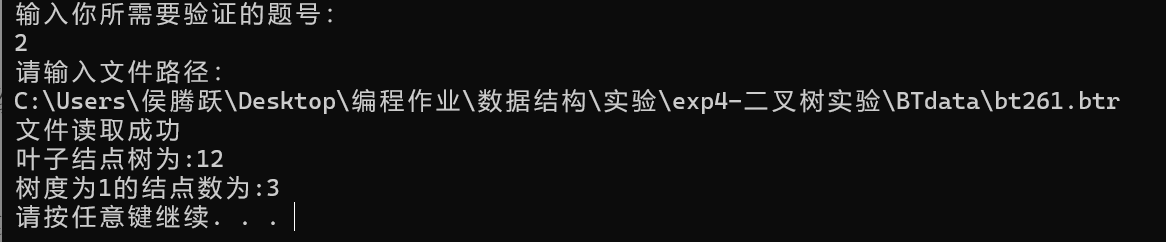 输入你所需要验证的题号:
2
请输入文件路径:
C:\Users\侯腾跃\Desktop\编程作业\数据结构\实验\exp4-二叉树实验\BTdata\bt261.btr
文件读取成功
叶子结点树为:12
树度为1的结点数为:3
请按任意键继续. . .